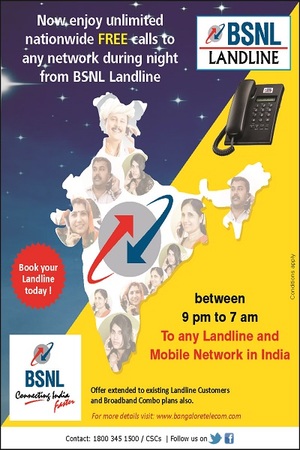 Now enjoy unlimited
nationwide FREE calls to
any network during night
from BSNL Landline
BSNL
LANDLINE
Book your
Landline
today !
between
9 pm to 7 am
To any Landline and
Mobile Network in India
Conditions apply
BSNL
Connecting India
Faster
Offer extended to existing Landline Customers
and Broadband Combo plans also.
For more details visit : www.bangaloretelecom.com
Contact: 1800 345 1500 / CSCs | Follow us on